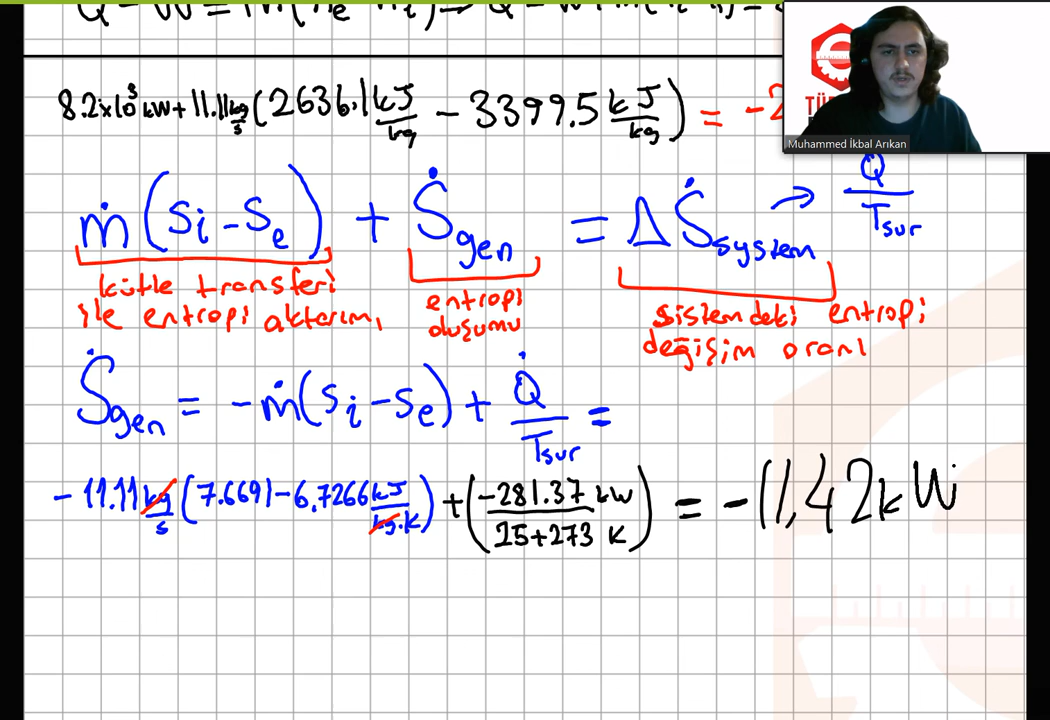 8.2x10³ kW + 11.11 kg/s (2636.1 kJ/kg - 3399.5 kJ/kg) = -2
Muhammed İkbal Arıkan
ṁ(si - se) + Ṡgen = ΔṠsystem → Q/Tsur
kütle transferi
ile entropi aktarımı
entropi
oluşumu
sistemdeki entropi
değişim oranı
Ṡgen = -ṁ(si - se) + Q̇/Tsur =
-11.11 kg/s (7.6691 - 6.7266 kJ/kg.K) + (-281.37 kW / 25+273 K) = -11,42 kW